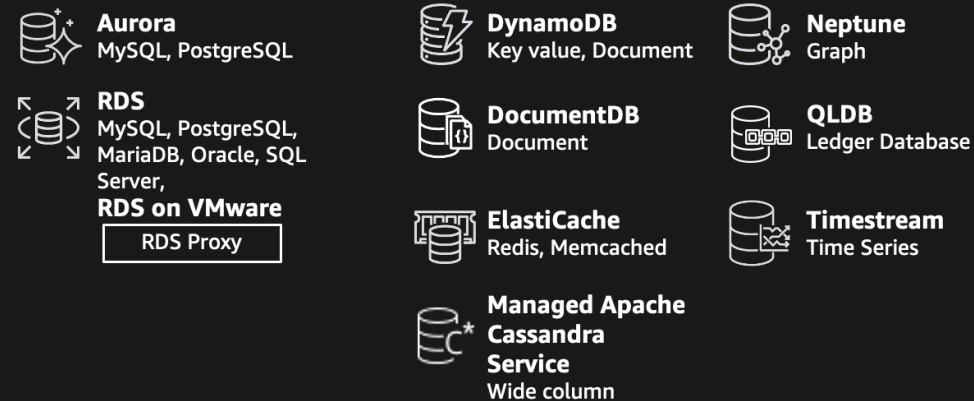 Aurora
MySQL, PostgreSQL
RDS
MySQL, PostgreSQL,
MariaDB, Oracle, SQL
Server,
RDS on VMware
RDS Proxy
DynamoDB
Key value, Document
DocumentDB
Document
ElastiCache
Redis, Memcached
Managed Apache
Cassandra
Service
Wide column
Neptune
Graph
QLDB
Ledger Database
Timestream
Time Series